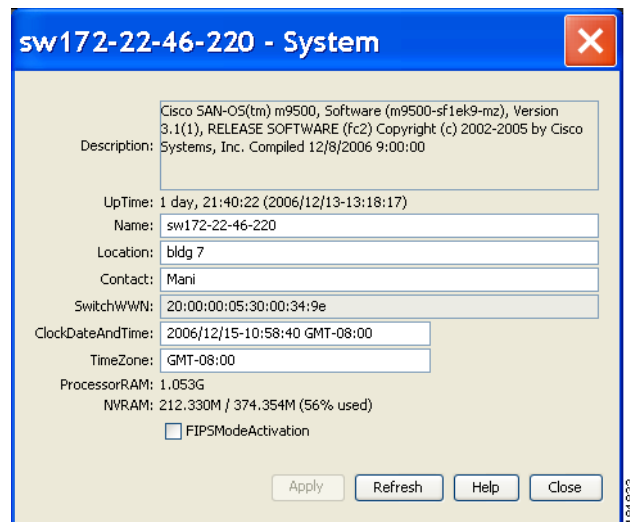 sw172-22-46-220 - System
Cisco SAN-OS(tm) m9500, Software (m9500-sf1ek9-mz), Version
3.1(1), RELEASE SOFTWARE (fc2) Copyright (c) 2002-2005 by Cisco
Description: Systems, Inc. Compiled 12/8/2006 9:00:00
UpTime: 1 day, 21:40:22 (2006/12/13-13:18:17)
Name: sw172-22-46-220
Location: bldg 7
Contact: Mani
SwitchWWN: 20:00:00:05:30:00:34:9e
ClockDateAndTime: 2006/12/15-10:58:40 GMT-08:00
TimeZone: GMT-08:00
ProcessorRAM: 1.053G
NVRAM: 212.330M / 374.354M (56% used)
FIPSModeActivation
Apply Refresh Help Close